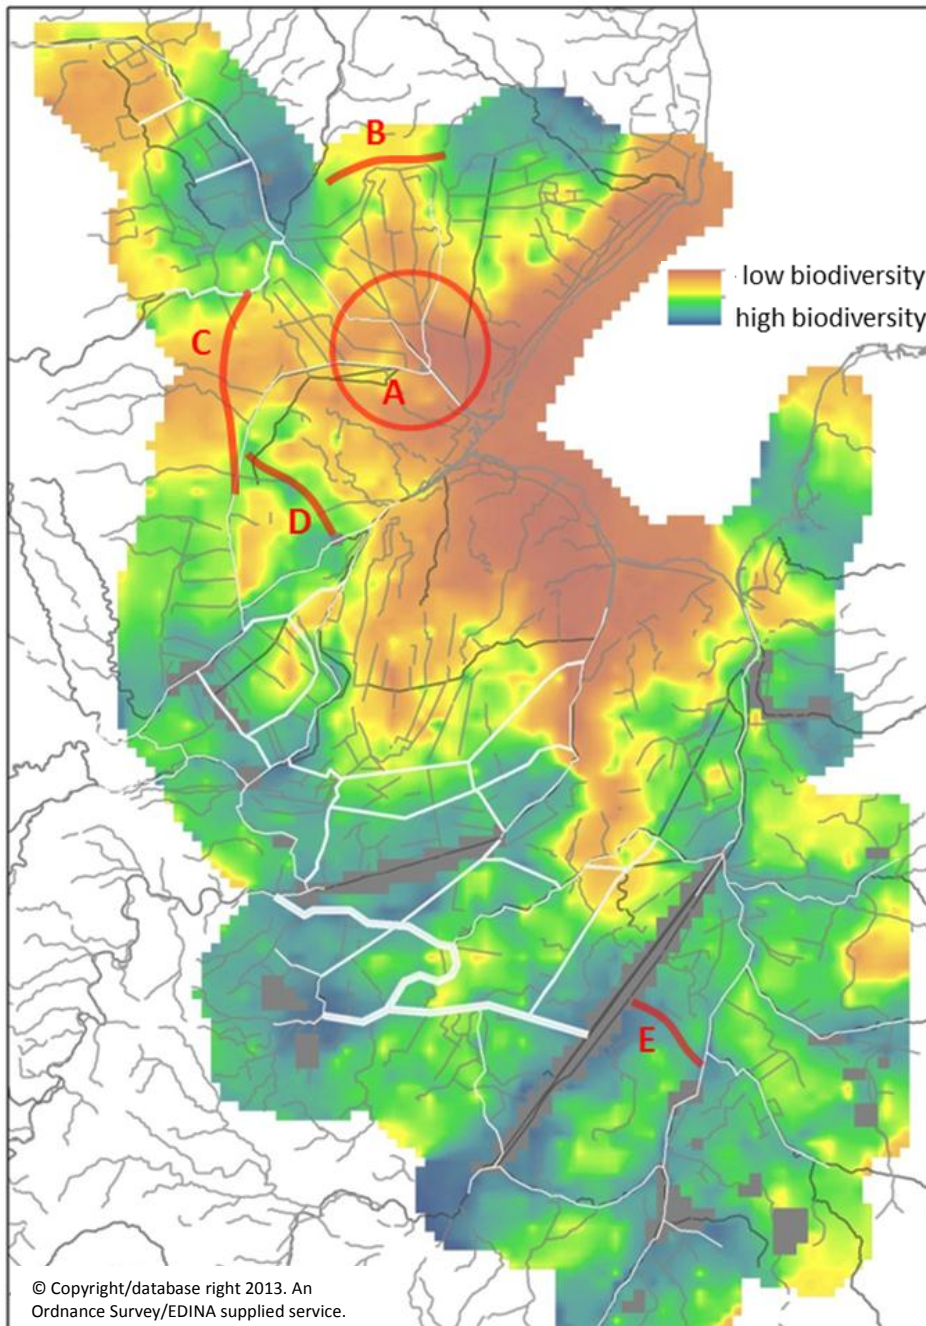 B
low biodiversity
high biodiversity
C
A
D
E
© Copyright/database right 2013. An
Ordnance Survey/EDINA supplied service.